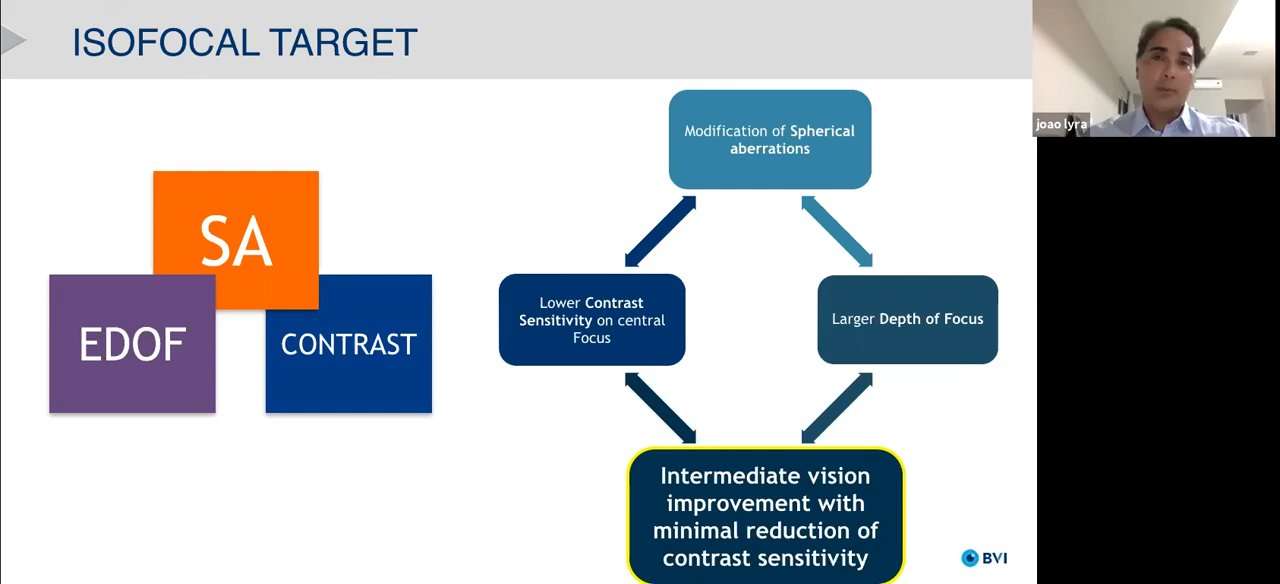 ISOFOCAL TARGET
joao lyra
SA
EDOF
CONTRAST
Modification of Spherical
aberrations
Lower Contrast
Sensitivity on central
Focus
Larger Depth of Focus
Intermediate vision
improvement with
minimal reduction of
contrast sensitivity
BVI